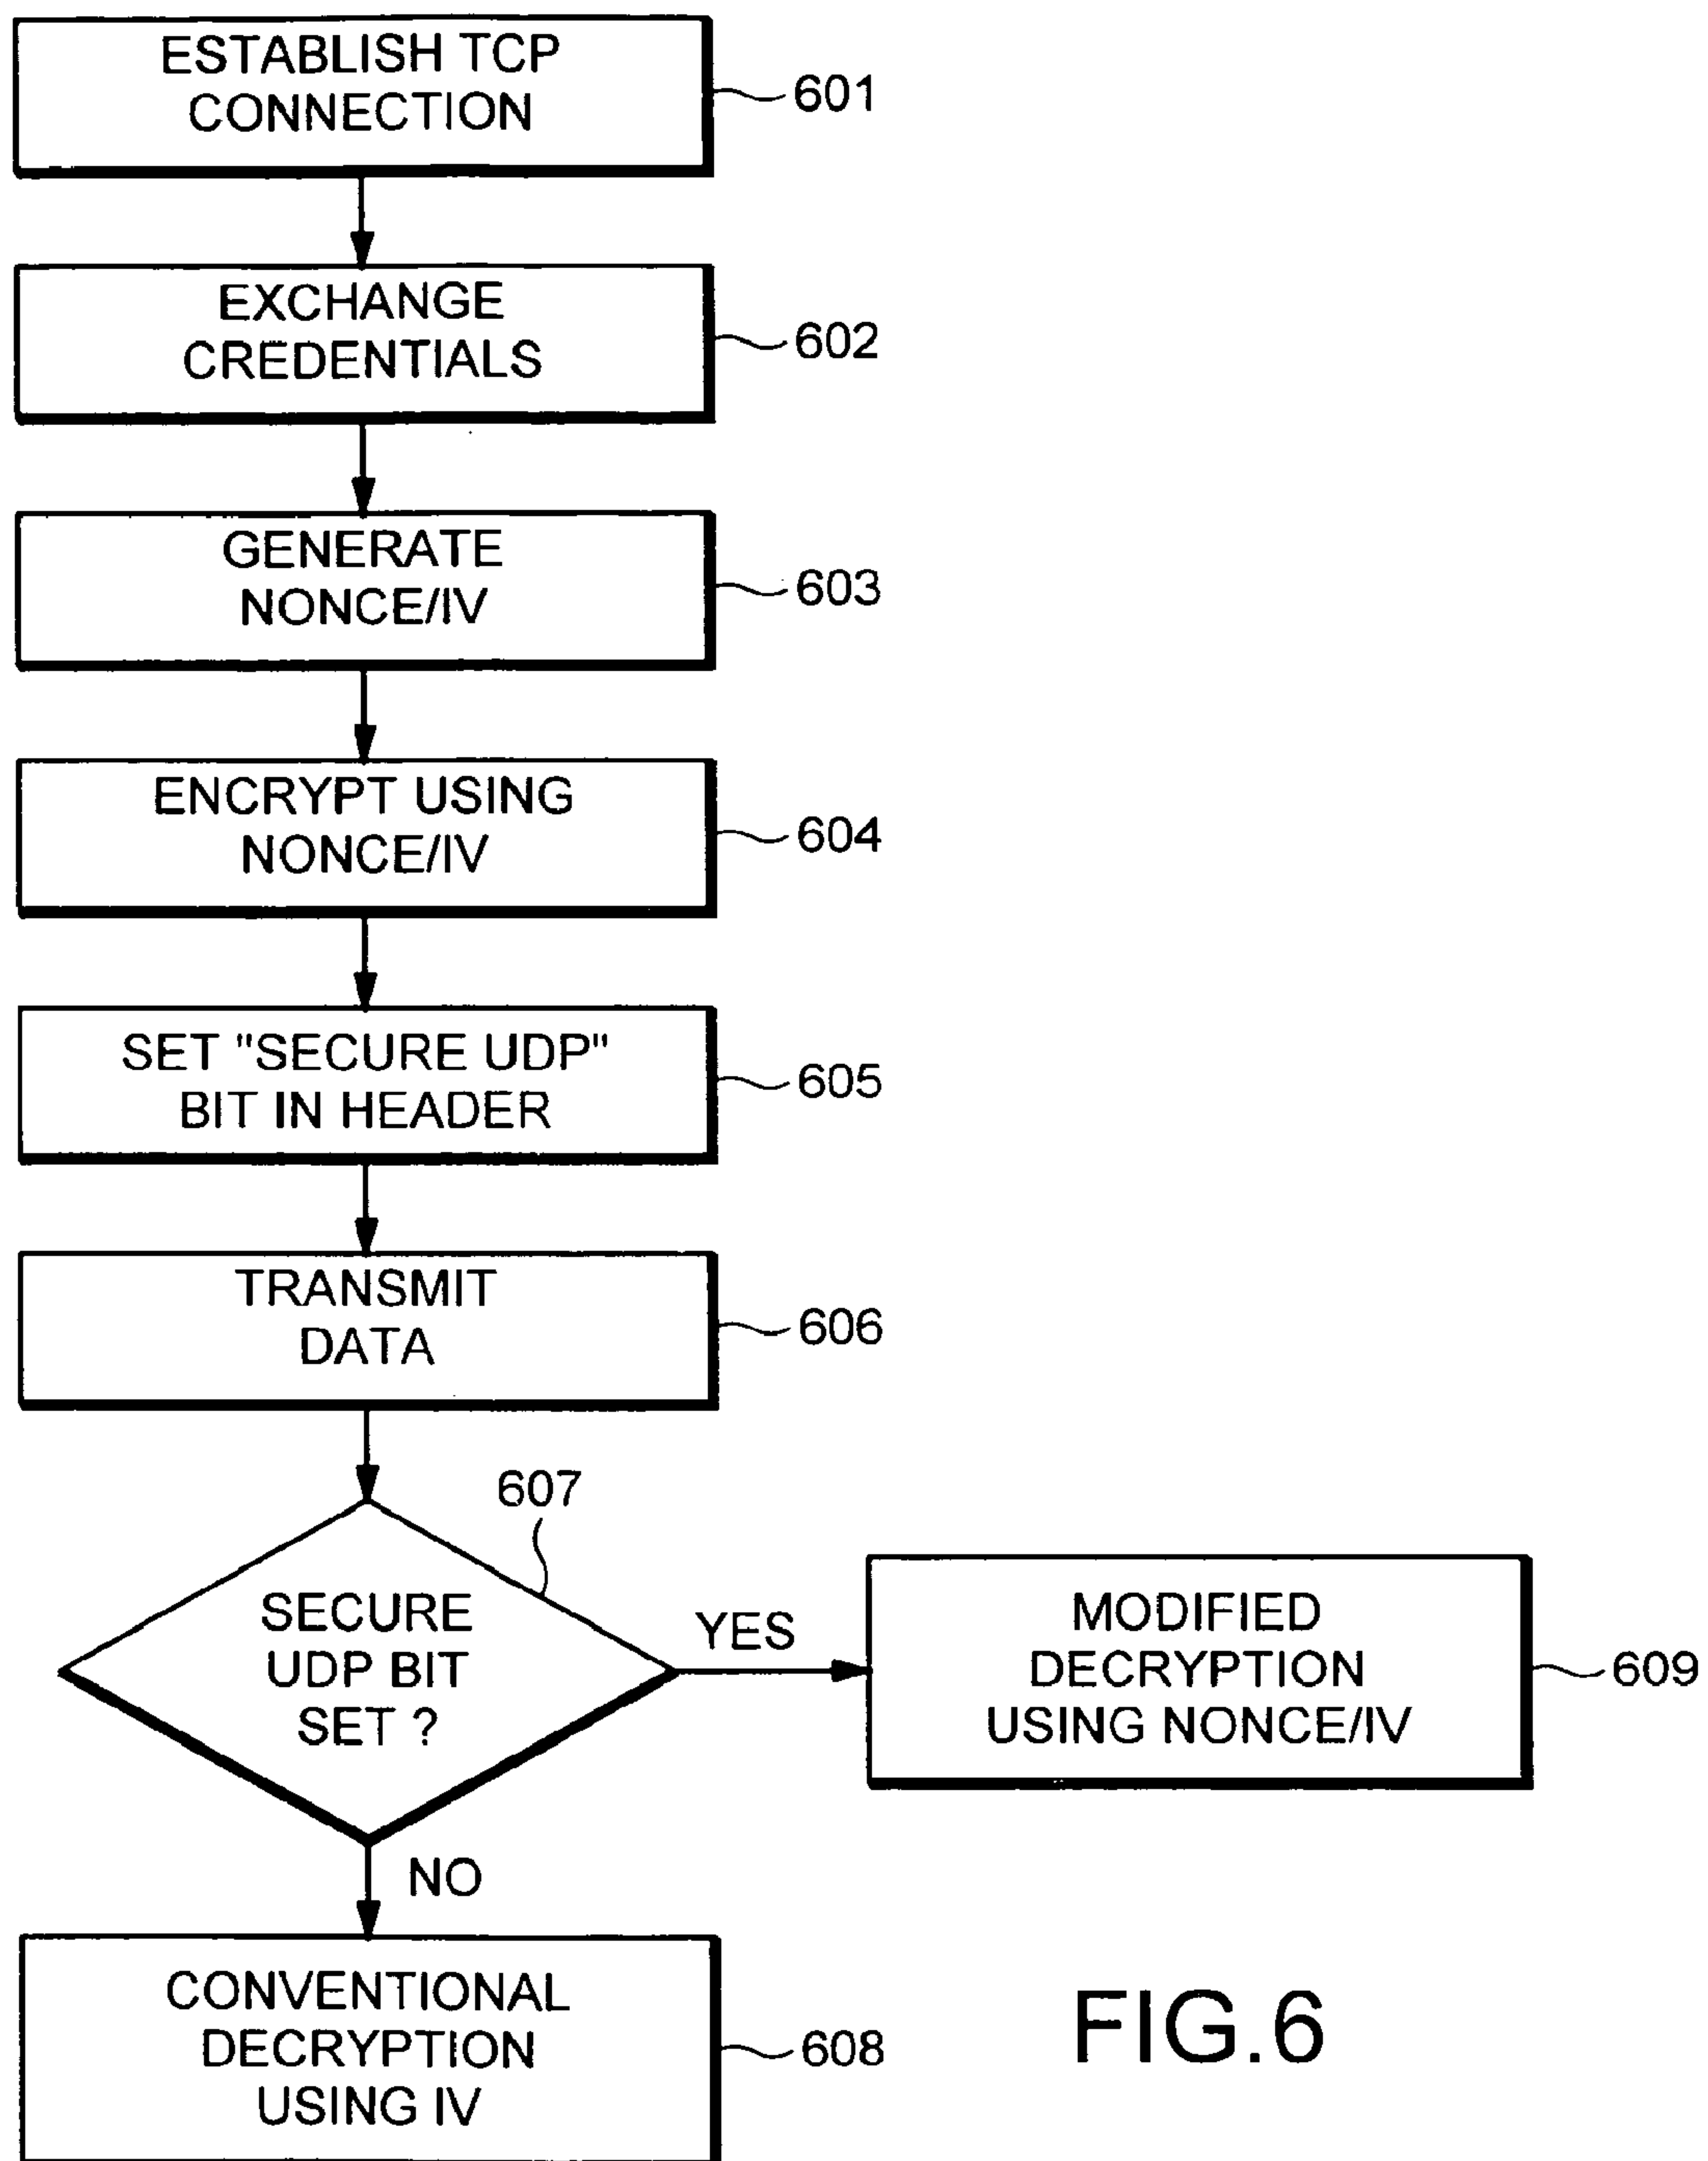 ESTABLISH TCP
CONNECTION
601
EXCHANGE
CREDENTIALS
602
GENERATE
NONCE/IV
603
ENCRYPT USING
NONCE/IV
604
SET "SECURE UDP"
BIT IN HEADER
605
TRANSMIT
DATA
606
607
SECURE
UDP BIT
SET ?
YES
MODIFIED
DECRYPTION
USING NONCE/IV
609
NO
CONVENTIONAL
DECRYPTION
USING IV
608
FIG.6